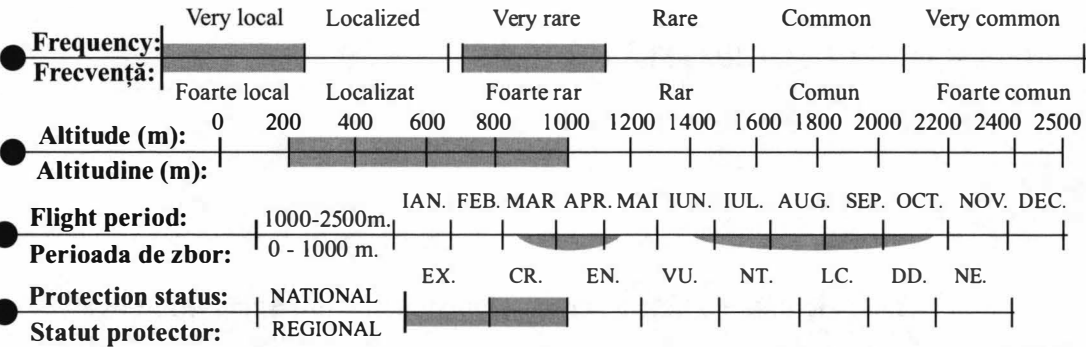 Very local Localized Very rare Rare Common Very common
Frequency:
Frecvență:
Foarte local Localizat Foarte rar Rar Comun Foarte comun
0 200 400 600 800 1000 1200 1400 1600 1800 2000 2200 2400 2500
Altitude (m):
Altitudine (m):
IAN. FEB. MAR APR. MAI IUN. IUL. AUG. SEP. OCT. NOV. DEC.
Flight period: 1000-2500m.
Perioada de zbor: 0 - 1000 m.
EX. CR. EN. VU. NT. LC. DD. NE.
Protection status: NATIONAL
Statut protector: REGIONAL